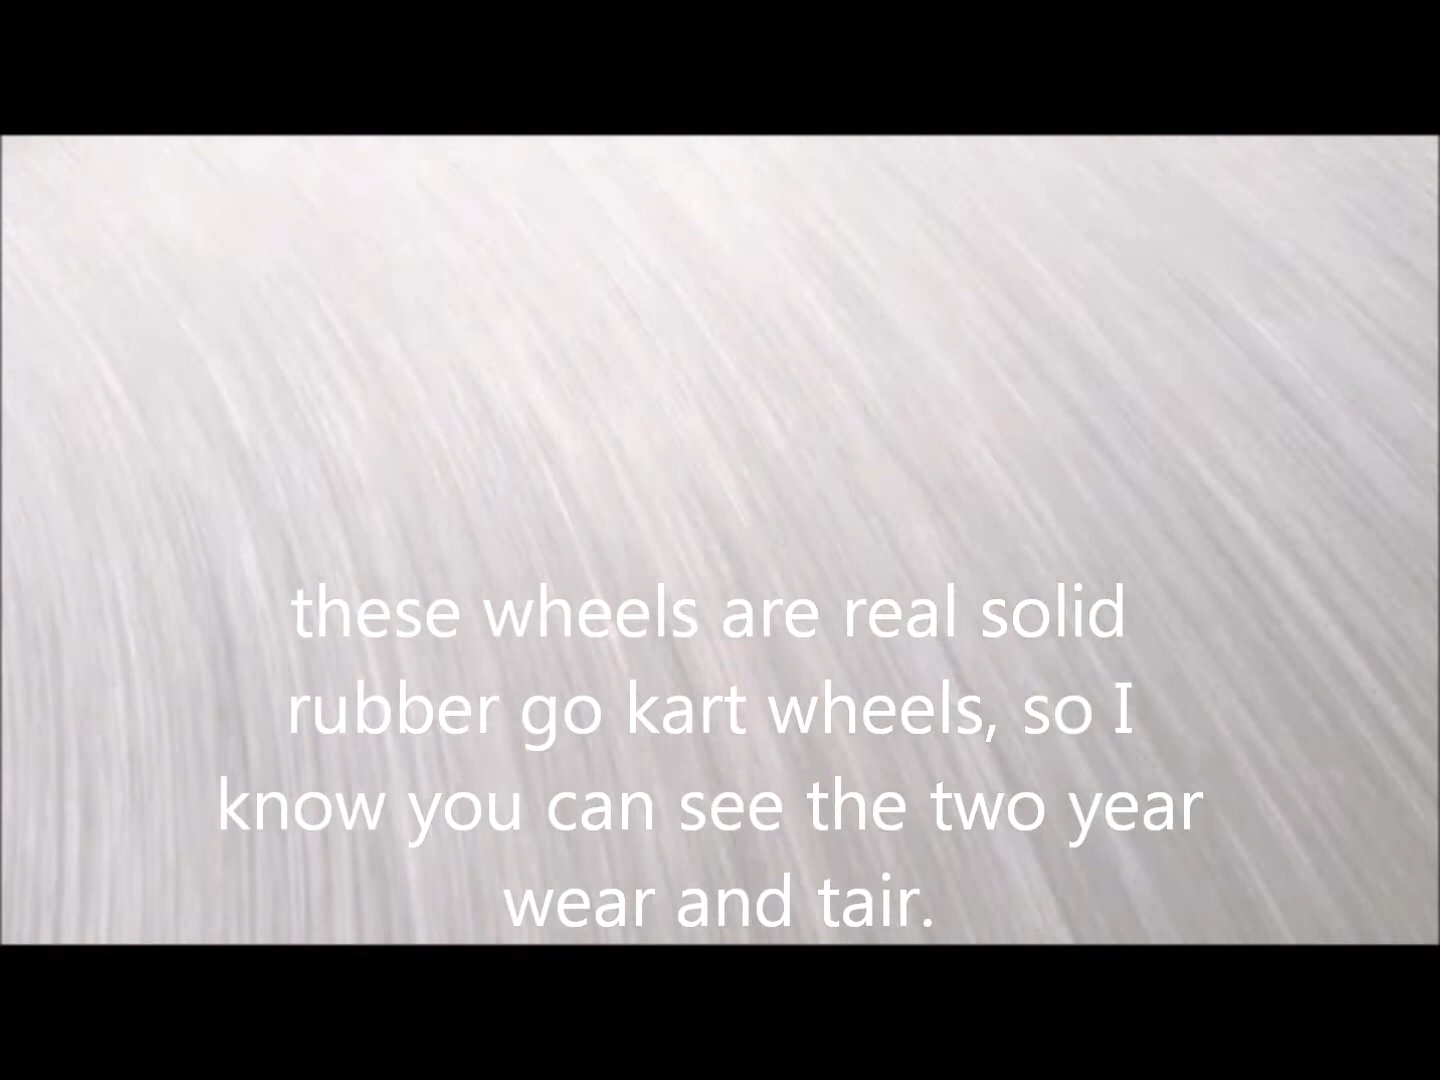 these wheels are real solid
rubber go kart wheels, so I
know you can see the two year
wear and tair.